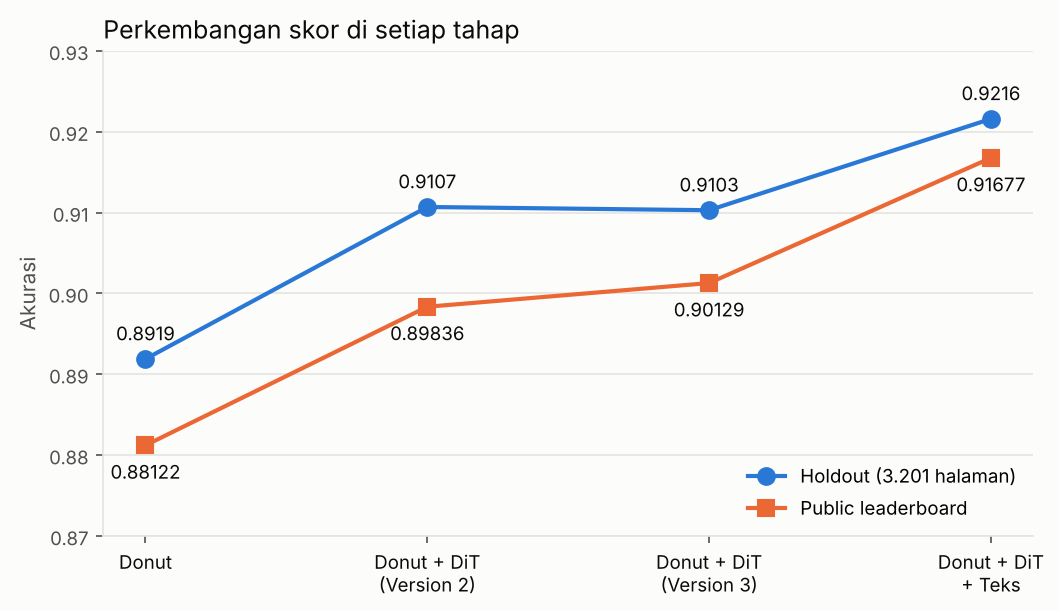 Perkembangan skor di setiap tahap
Akurasi
0.93
0.92
0.91
0.90
0.89
0.88
0.87
0.8919
0.9107
0.9103
0.9216
0.88122
0.89836
0.90129
0.91677
Holdout (3.201 halaman)
Public leaderboard
Donut
Donut + DiT
(Version 2)
Donut + DiT
(Version 3)
Donut + DiT
+ Teks